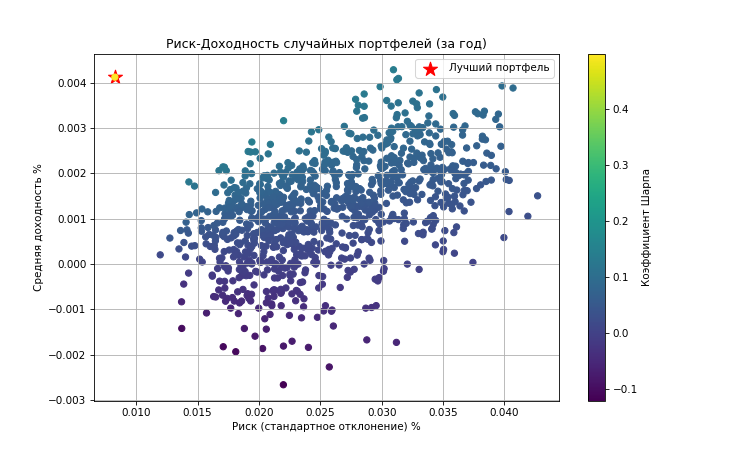 Риск-Доходность случайных портфелей (за год)
Лучший портфель
0.004
0.003
0.002
0.001
0.000
−0.001
−0.002
−0.003
Средняя доходность %
0.010 0.015 0.020 0.025 0.030 0.035 0.040
Риск (стандартное отклонение) %
0.4
0.3
0.2
0.1
0.0
−0.1
Коэффициент Шарпа